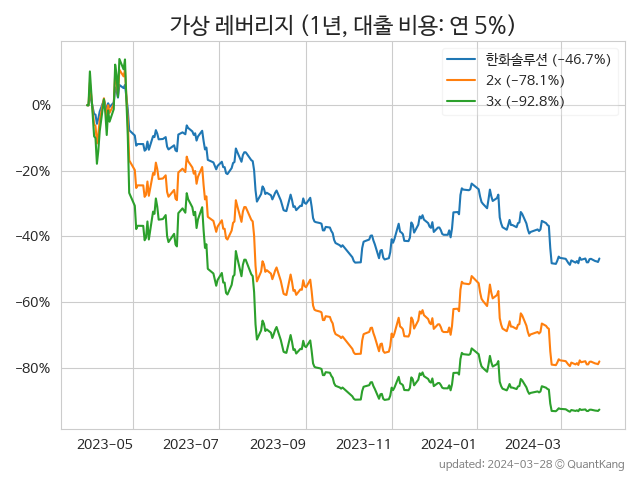 가상 레버리지 (1년, 대출 비용: 연 5%)
한화솔루션 (−46.7%)
2x (−78.1%)
3x (−92.8%)
0%
−20%
−40%
−60%
−80%
2023−05 2023−07 2023−09 2023−11 2024−01 2024−03
updated: 2024−03−28 © QuantKang